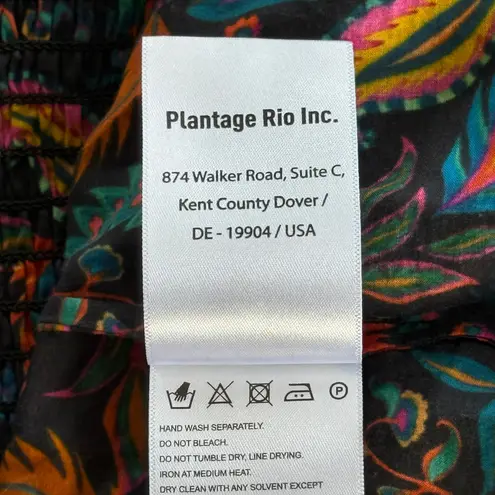 Plantage Rio Inc.
874 Walker Road, Suite C,
Kent County Dover /
DE - 19904 / USA
P
HAND WASH SEPARATELY.
DO NOT BLEACH.
DO NOT TUMBLE DRY, LINE DRYING.
IRON AT MEDIUM HEAT.
DRY CLEAN WITH ANY SOLVENT EXCEPT